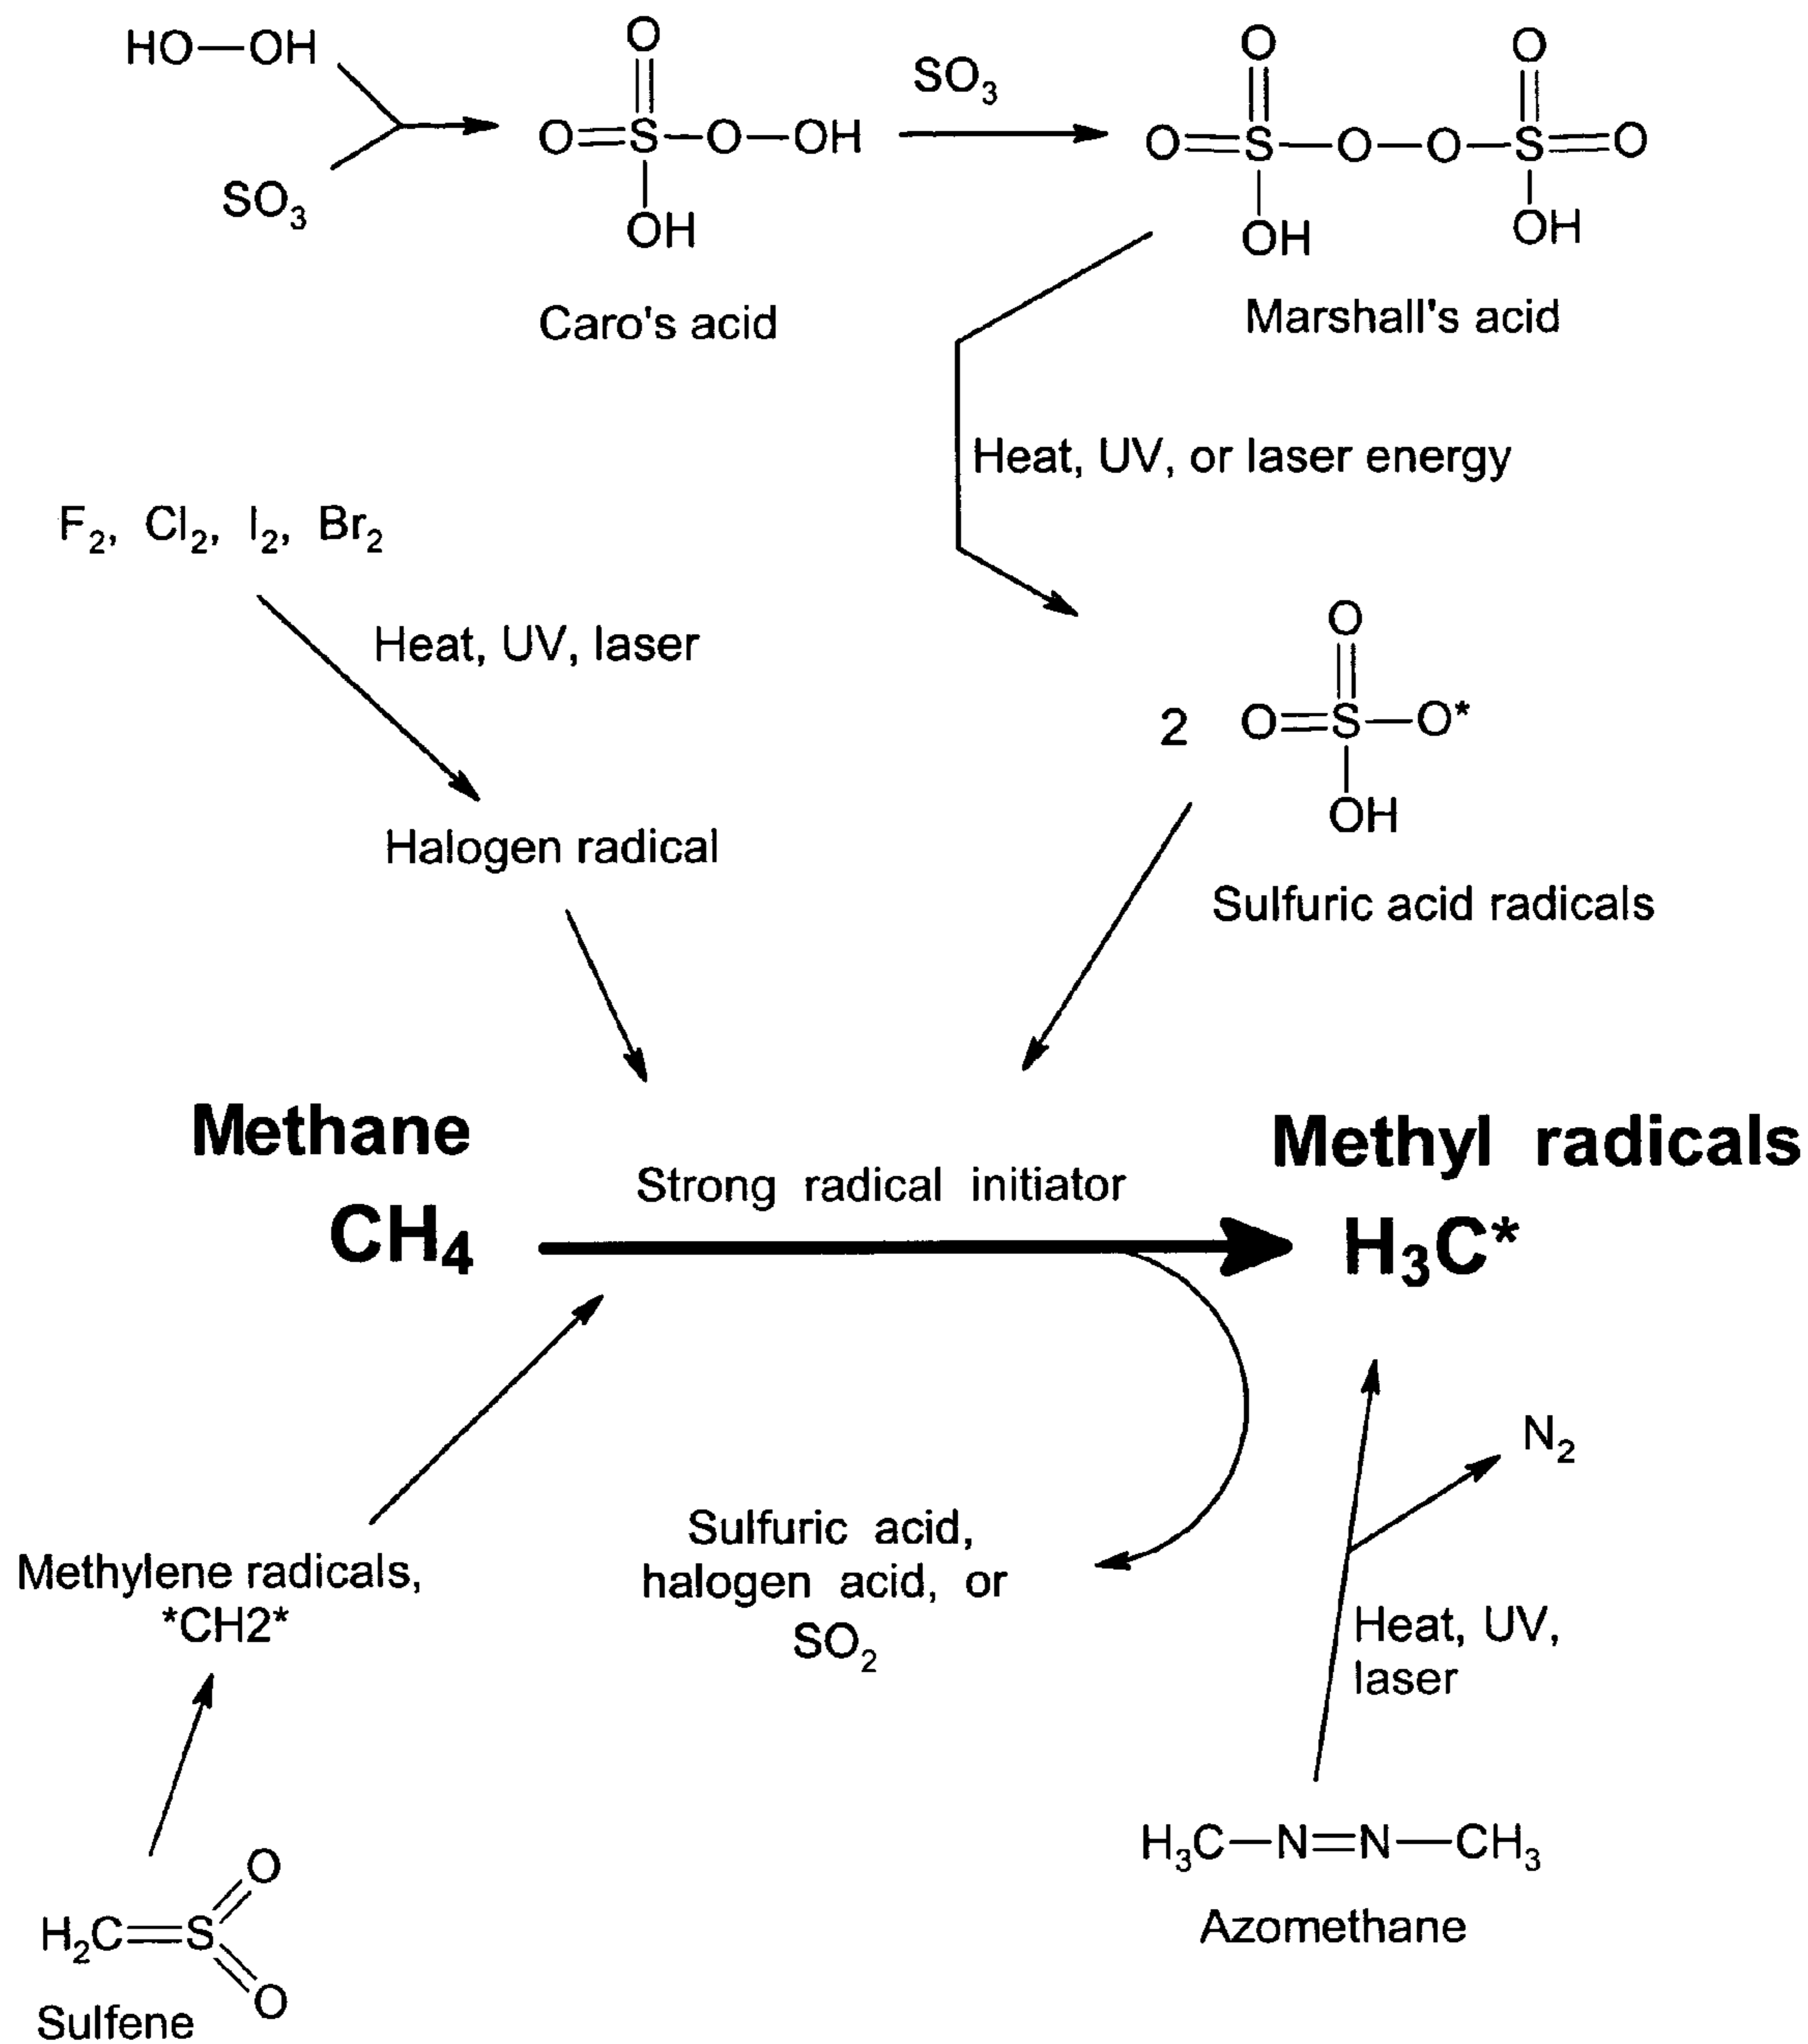 HO—OH
SO3
O
O=S—O—OH
OH
Caro's acid
SO3
O O
O=S—O—O—S=O
OH OH
Marshall's acid
Heat, UV, or laser energy
F2, Cl2, I2, Br2
Heat, UV, laser
Halogen radical
O
2 O=S—O*
OH
Sulfuric acid radicals
Methane
CH4
Strong radical initiator
Methyl radicals
H3C*
Methylene radicals,
*CH2*
Sulfuric acid,
halogen acid, or
SO2
N2
Heat, UV,
laser
O
H2C=S
O
Sulfene
H3C—N=N—CH3
Azomethane